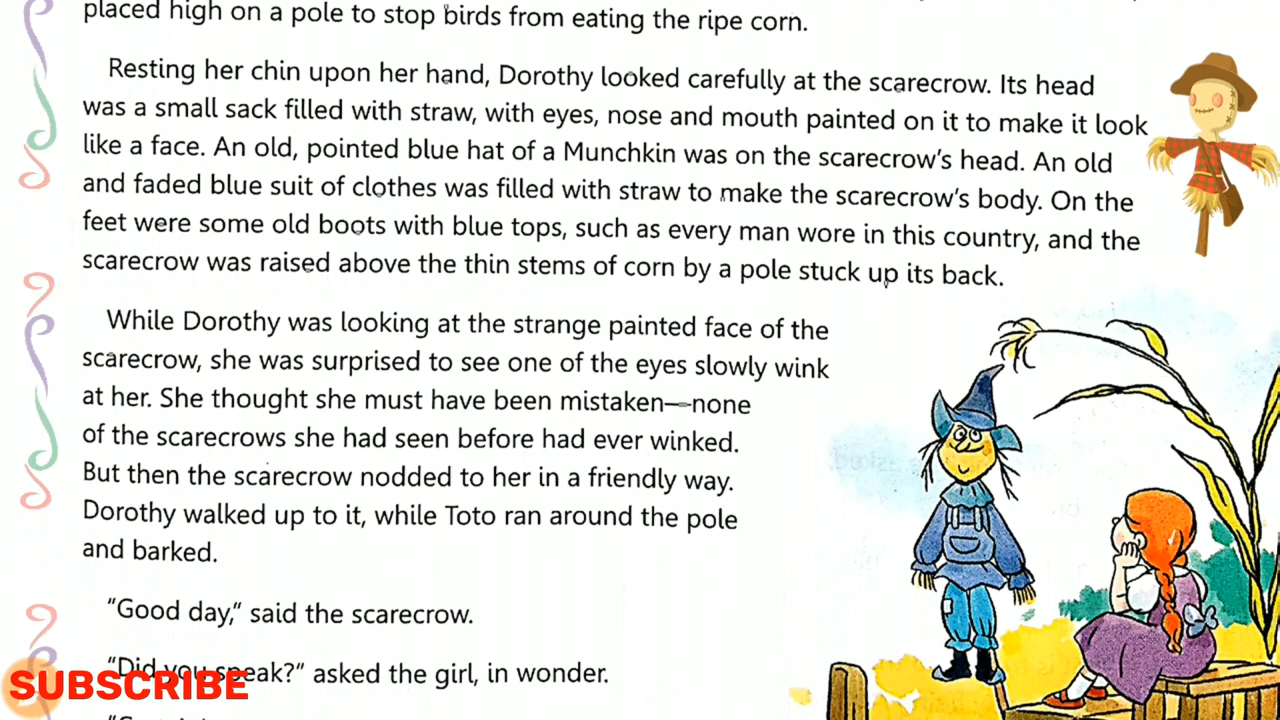 placed high on a pole to stop birds from eating the ripe corn.
Resting her chin upon her hand, Dorothy looked carefully at the scarecrow. Its head
was a small sack filled with straw, with eyes, nose and mouth painted on it to make it look
like a face. An old, pointed blue hat of a Munchkin was on the scarecrow's head. An old
and faded blue suit of clothes was filled with straw to make the scarecrow's body. On the
feet were some old boots with blue tops, such as every man wore in this country, and the
scarecrow was raised above the thin stems of corn by a pole stuck up its back.
While Dorothy was looking at the strange painted face of the
scarecrow, she was surprised to see one of the eyes slowly wink
at her. She thought she must have been mistaken—none
of the scarecrows she had seen before had ever winked.
But then the scarecrow nodded to her in a friendly way.
Dorothy walked up to it, while Toto ran around the pole
and barked.
"Good day," said the scarecrow.
"Did you speak?" asked the girl, in wonder.
SUBSCRIBE